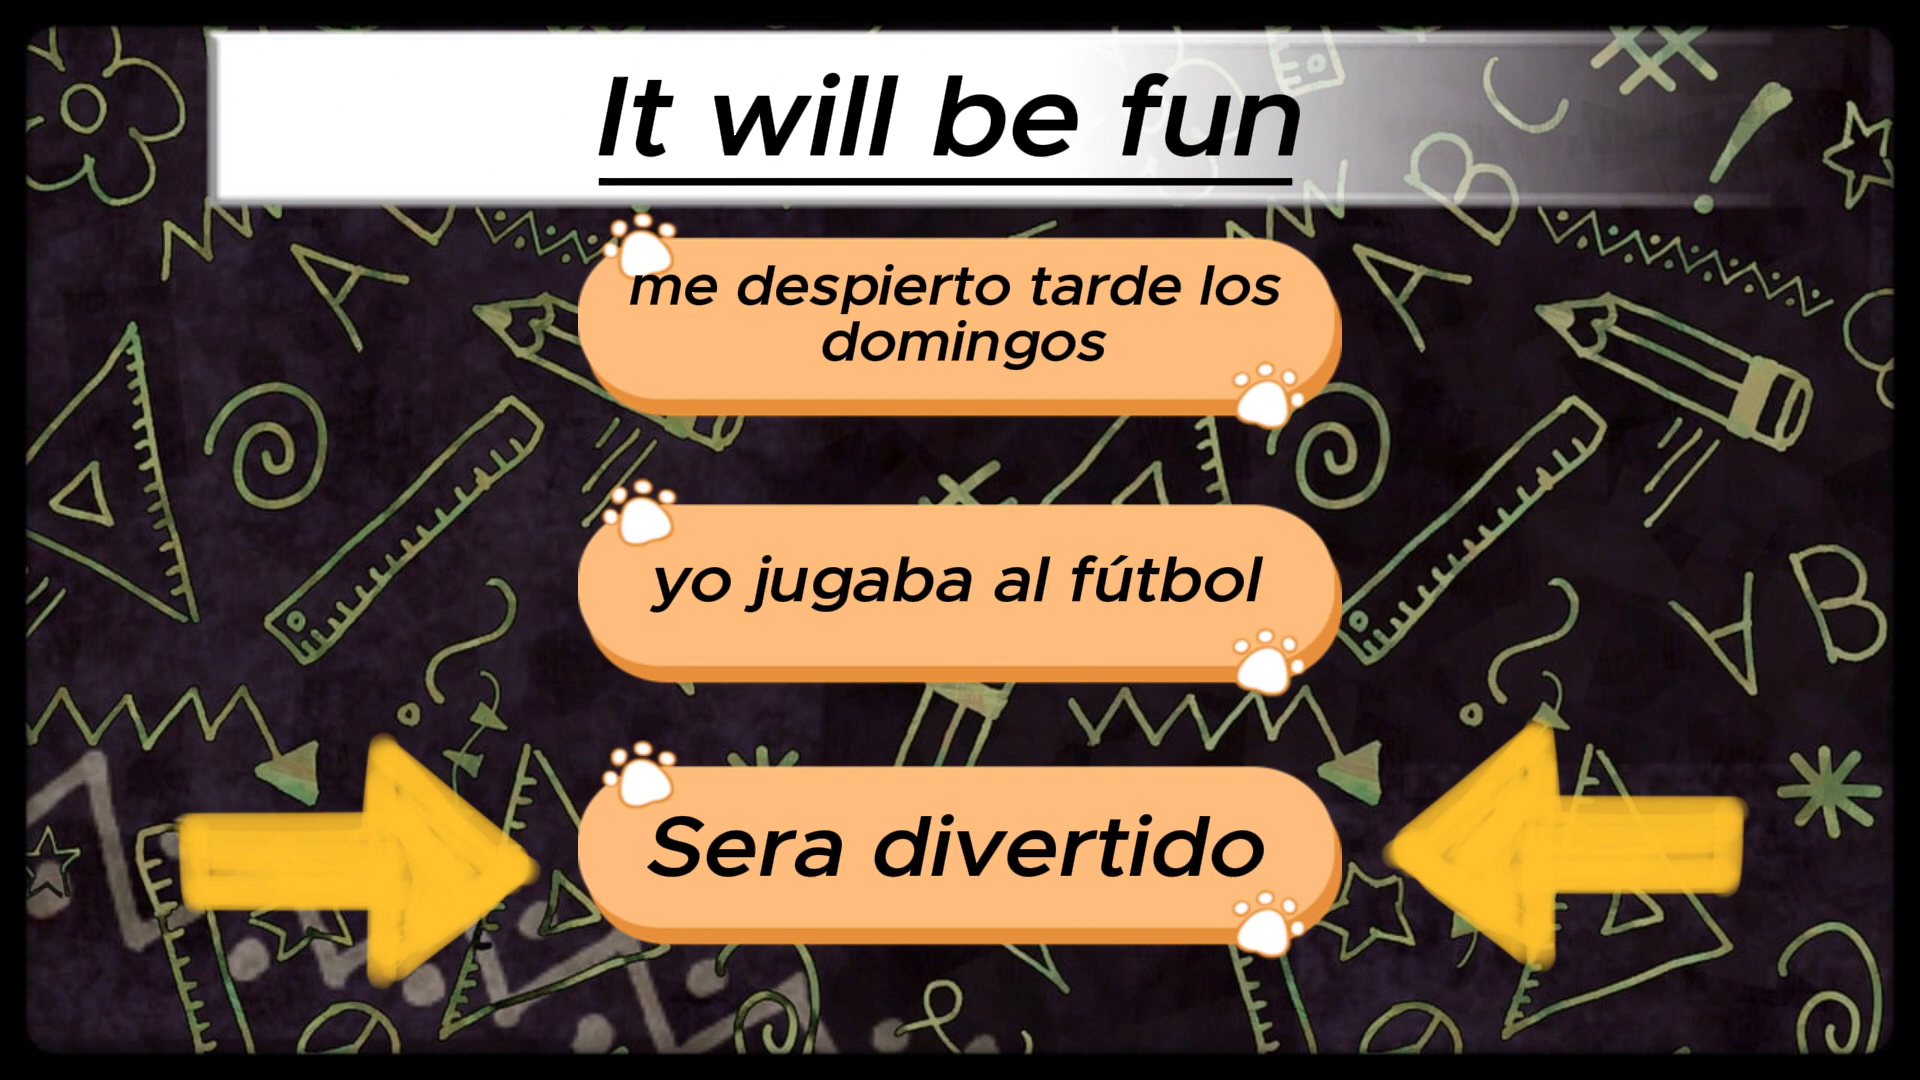 It will be fun
me despierto tarde los
domingos
yo jugaba al fútbol
Sera divertido